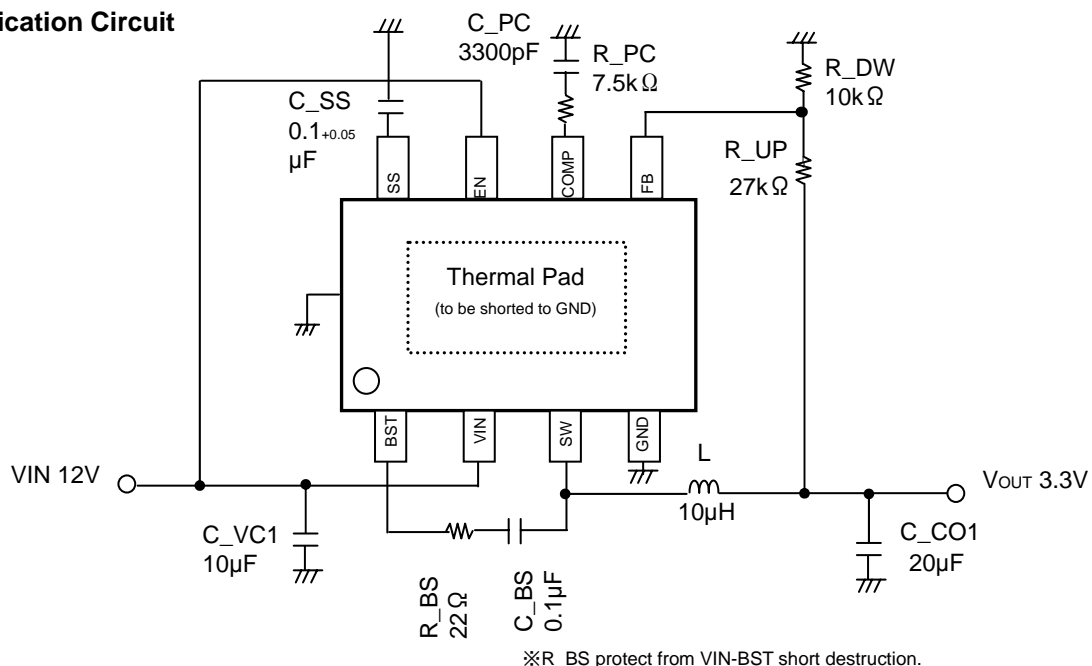 ication Circuit
C_PC
3300pF
R_PC
7.5kΩ
R_DW
10kΩ
C_SS
0.1+0.05
µF
R_UP
27kΩ
SS
EN
COMP
FB
Thermal Pad
(to be shorted to GND)
BST
VIN
SW
GND
VIN 12V
L
10µH
VOUT 3.3V
C_VC1
10µF
R_BS
22Ω
C_BS
0.1µF
C_CO1
20µF
※R_BS protect from VIN-BST short destruction.